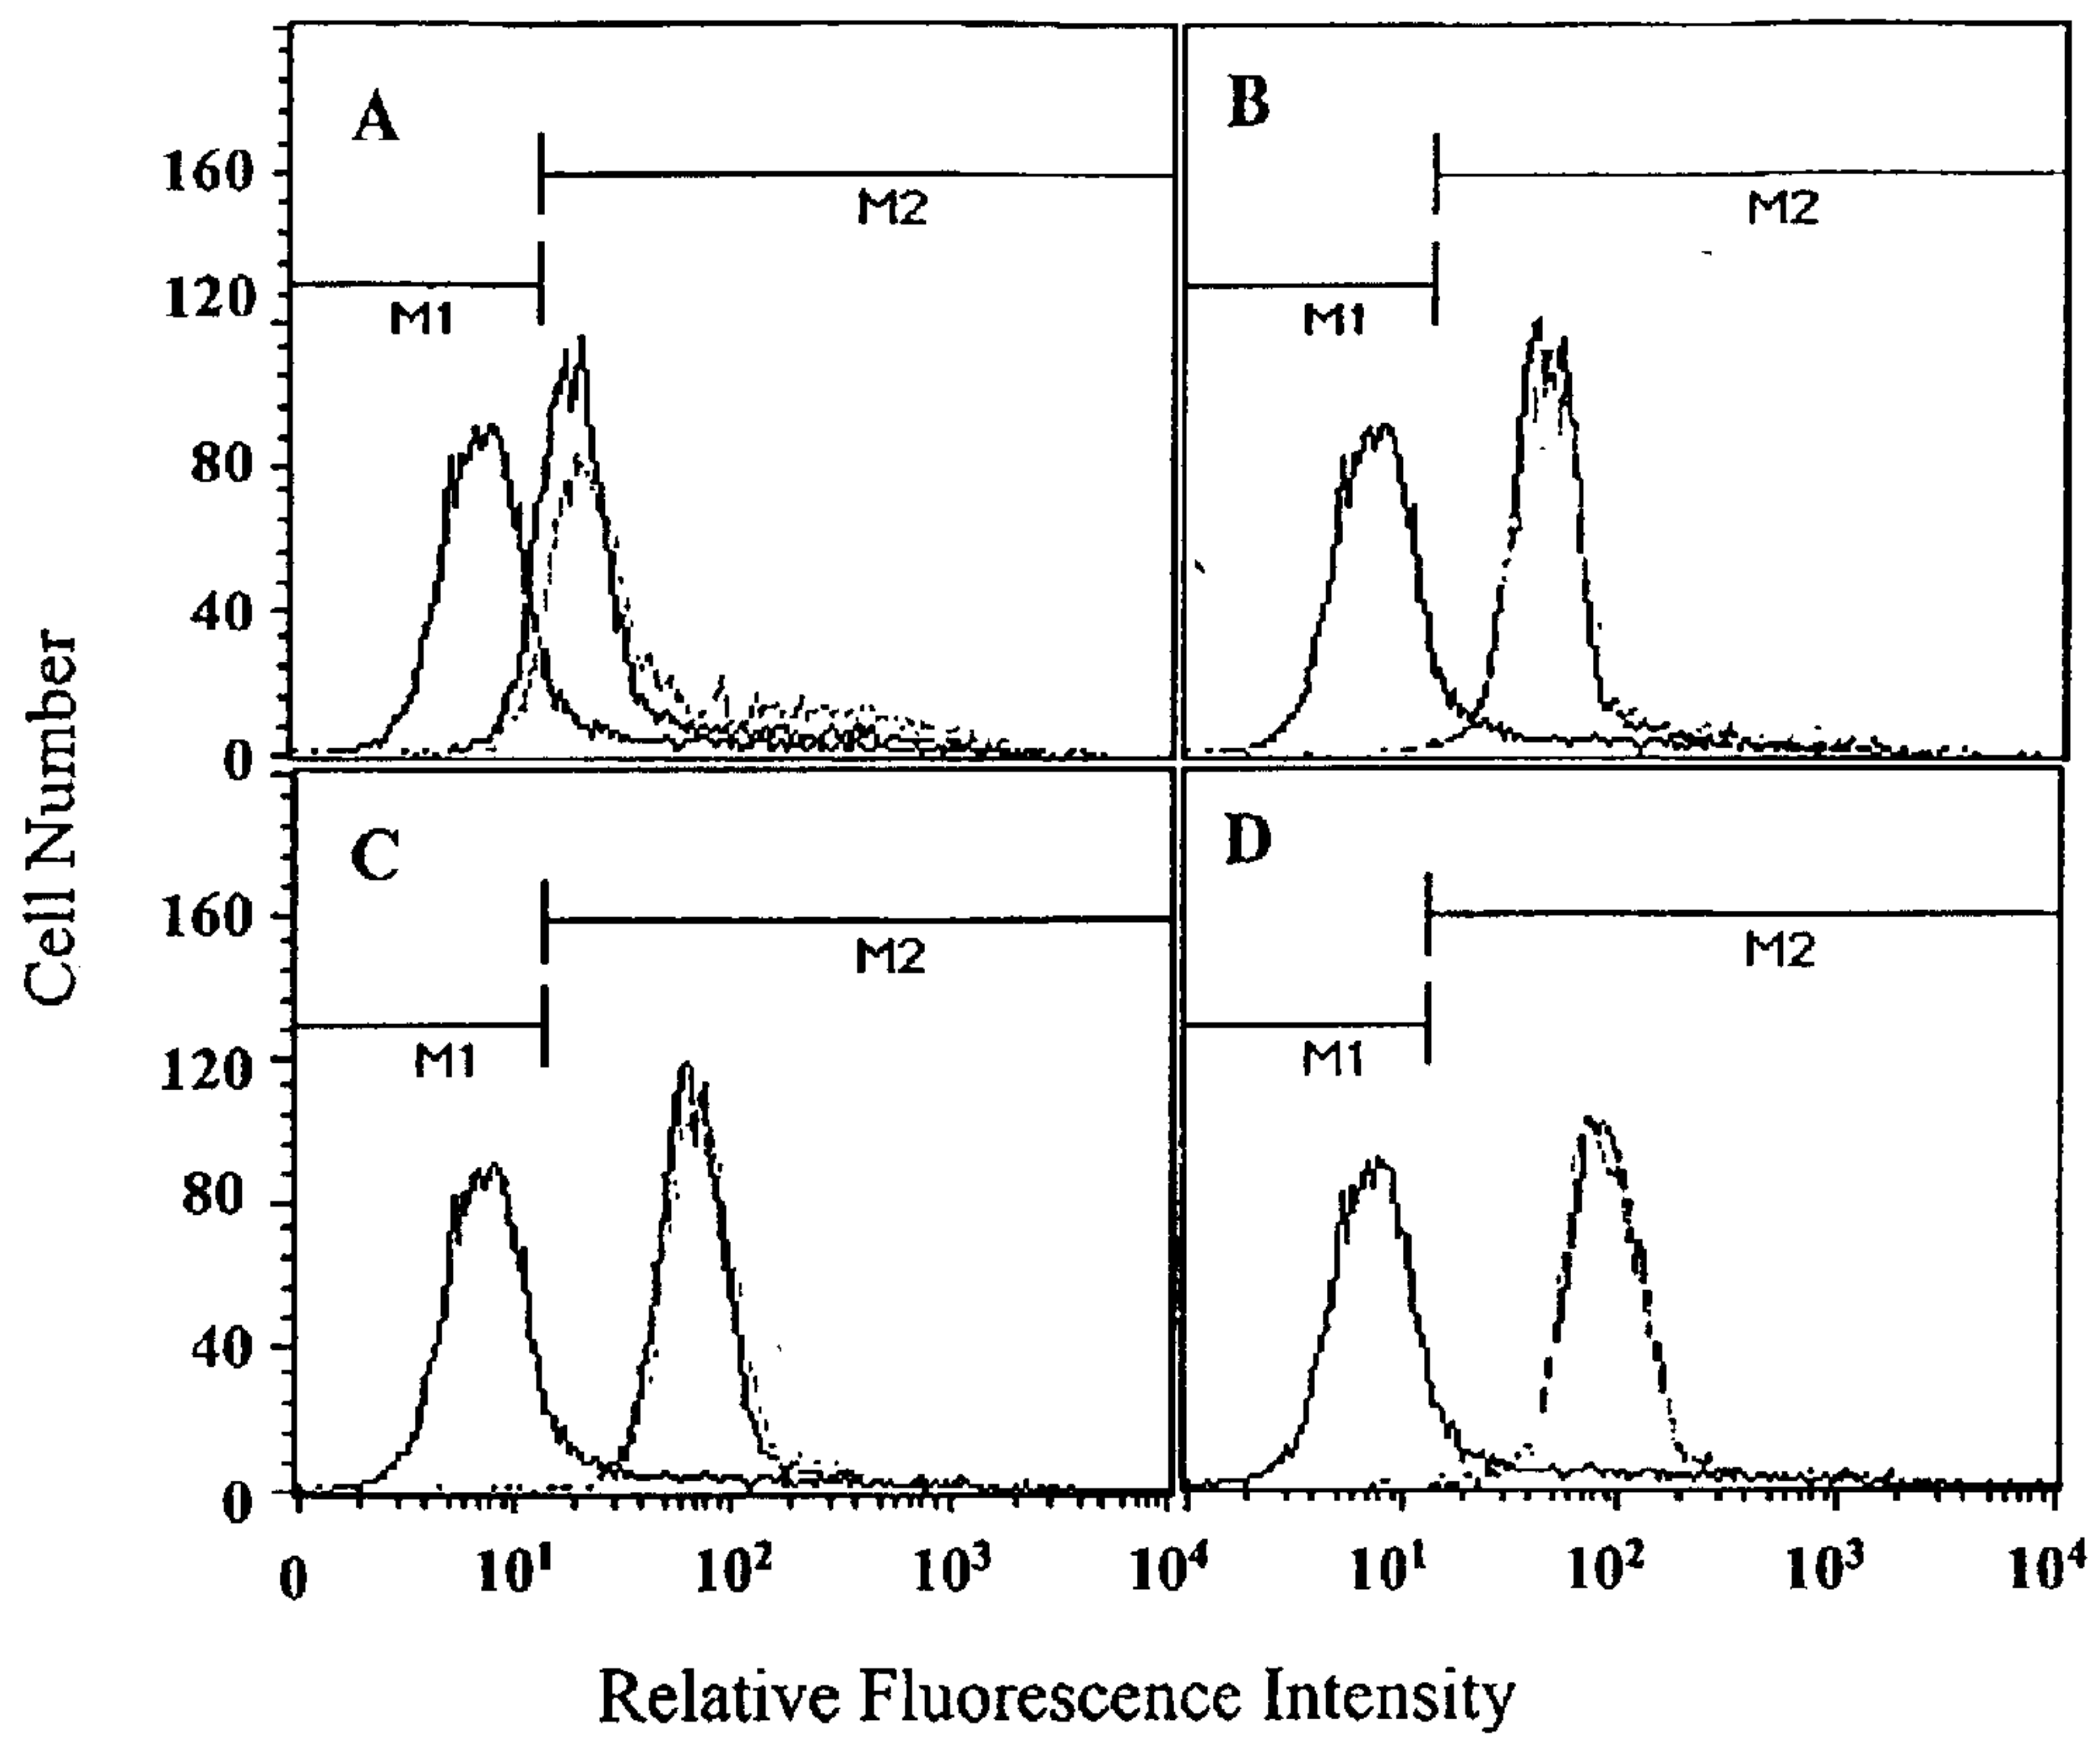 A
B
160
M2
M2
120
M1
M1
80
40
0
Cell Number
C
D
160
M2
M2
120
M1
M1
80
40
0
0 10¹ 10² 10³ 10⁴ 10¹ 10² 10³ 10⁴
Relative Fluorescence Intensity